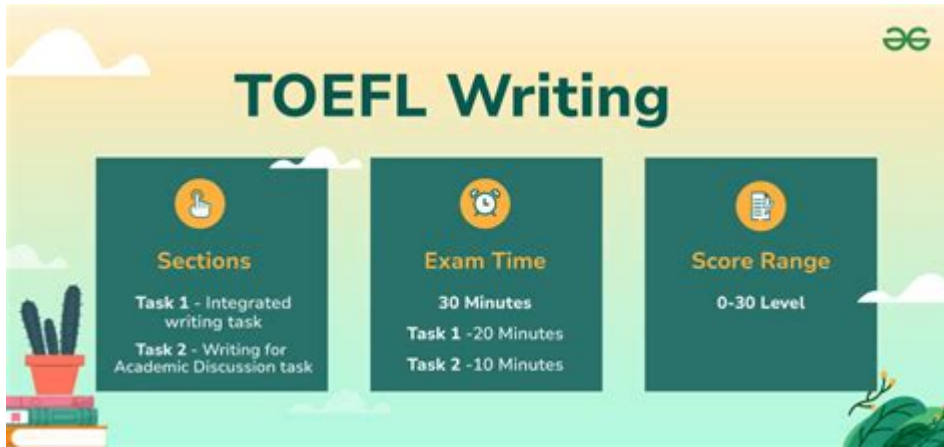 TOEFL Writing
Sections
Task 1 - Integrated
writing task
Task 2 - Writing for
Academic Discussion task
Exam Time
30 Minutes
Task 1 -20 Minutes
Task 2 -10 Minutes
Score Range
0-30 Level